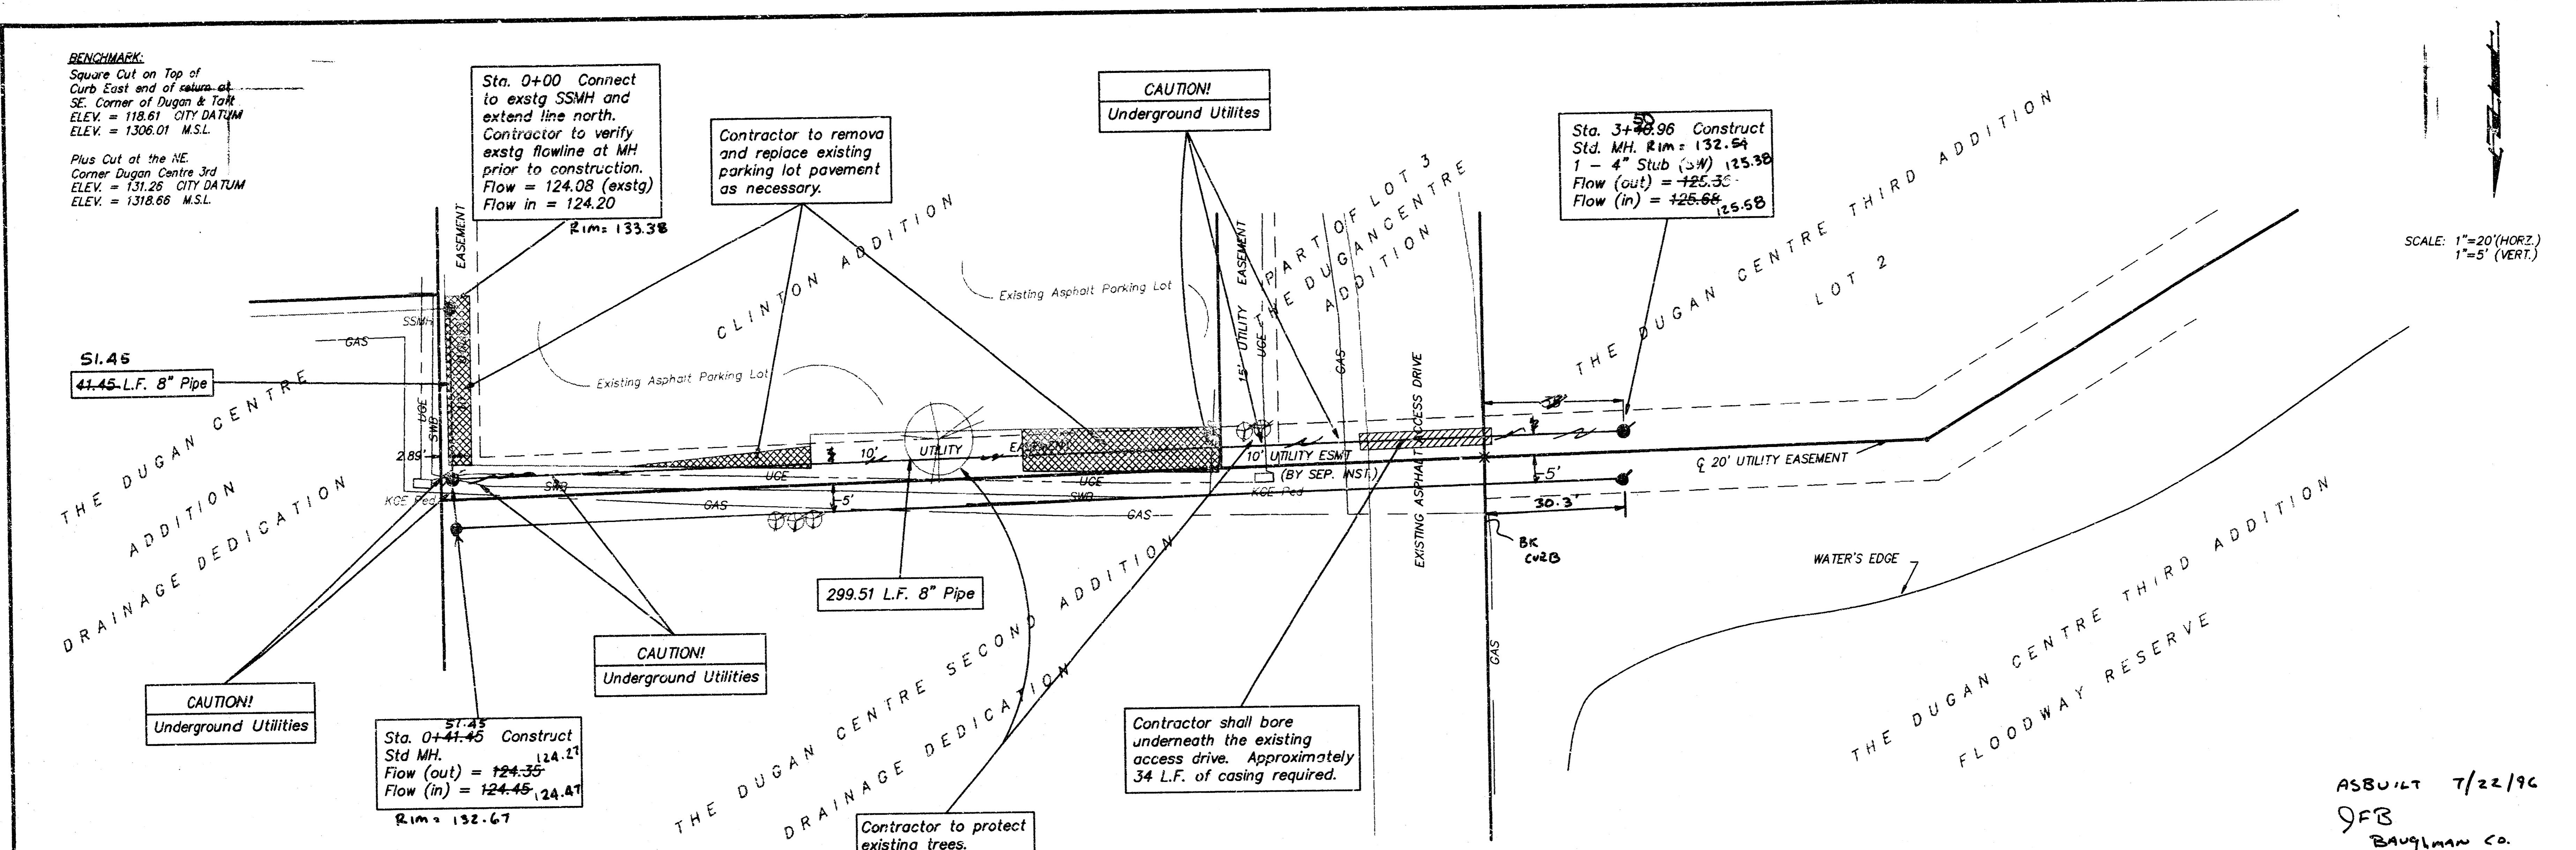 BENCHMARK:
Square Cut on Top of
Curb East end of return at
SE. Corner of Dugan & Taft
ELEV. = 118.61 CITY DATUM
ELEV. = 1306.01 M.S.L.
Plus Cut at the NE.
Corner Dugan Centre 3rd
ELEV. = 131.26 CITY DATUM
ELEV. = 1318.66 M.S.L.
Sta. 0+00 Connect
to exstg SSMH and
extend line north.
Contractor to verify
exstg flowline at MH
prior to construction.
Flow = 124.08 (exstg)
Flow in = 124.20
Rim= 133.38
Contractor to remova
and replace existing
parking lot pavement
as necessary.
CAUTION!
Underground Utilites
50
Sta. 3+40.96 Construct
Std. MH. Rim= 132.54
1 - 4" Stub (SW) 125.38
Flow (out) =
Flow (in) = 125.68
125.58
SCALE: 1"=20'(HORZ.)
1"=5' (VERT.)
EASEMENT
CLINTON ADDITION
Existing Asphalt Parking Lot
Existing Asphalt Parking Lot
15' UTILITY EASEMENT
UGE
PART OF LOT 3
THE DUGAN CENTRE
ADDITION
GAS
EXISTING ASPHALT ACCESS DRIVE
THE DUGAN CENTRE THIRD ADDITION
LOT 2
SSMH
GAS
UGE
SWB
51.45
41.45 L.F. 8" Pipe
THE DUGAN CENTRE
ADDITION
DRAINAGE DEDICATION
2.89'
KGE Ped
SWB
UGE
GAS
5'
10'
UTILITY
EASEMENT
UGE
SWB
GAS
10' UTILITY ESMT
(BY SEP. INST.)
KGE Ped
℄ 20' UTILITY EASEMENT
5'
30.3'
BK
CURB
GAS
WATER'S EDGE
299.51 L.F. 8" Pipe
CAUTION!
Underground Utilities
CAUTION!
Underground Utilities
51.45
Sta. 0+41.45 Construct
Std MH. 124.27
Flow (out) = 124.35
Flow (in) = 124.45 124.47
Rim= 132.67
THE DUGAN CENTRE SECOND ADDITION
DRAINAGE DEDICATION
Contractor to protect
existing trees.
Contractor shall bore
underneath the existing
access drive. Approximately
34 L.F. of casing required.
THE DUGAN CENTRE THIRD ADDITION
FLOODWAY RESERVE
ASBUILT 7/22/96
JFB
BAUGHMAN CO.